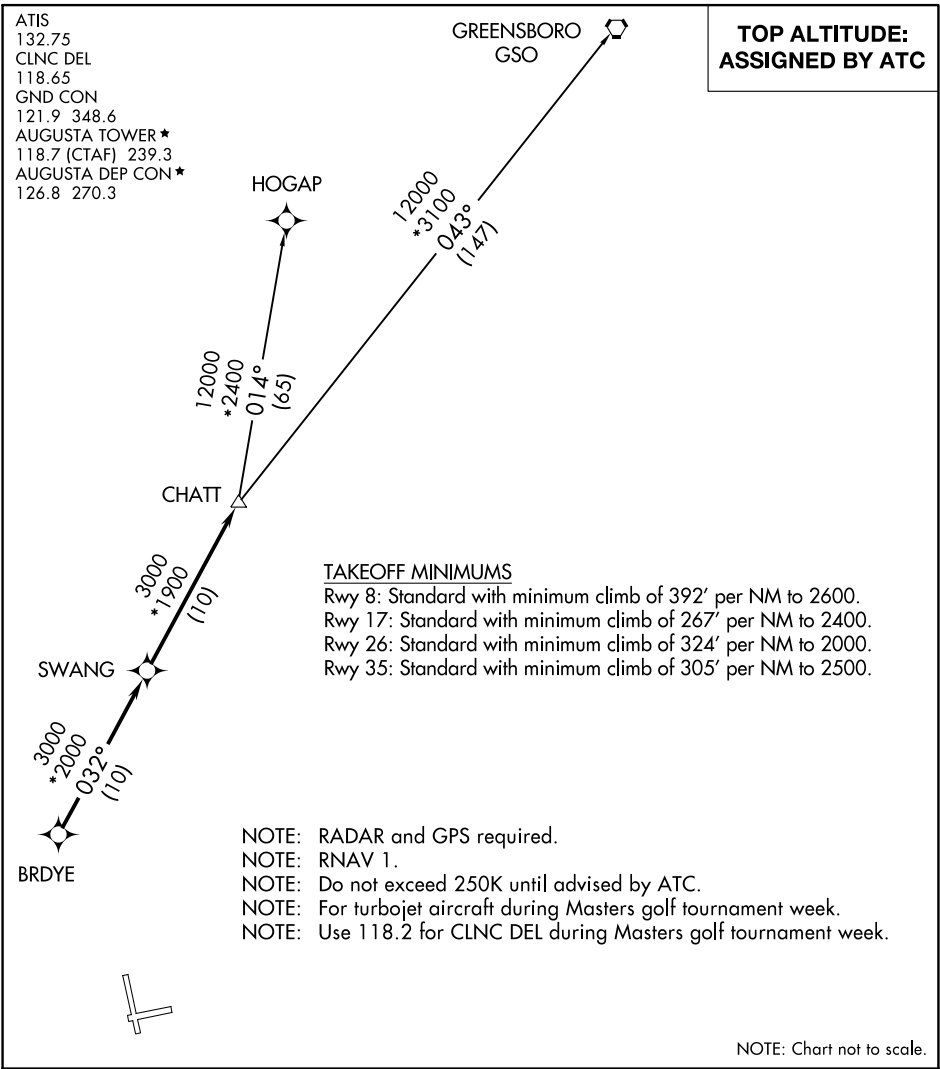 ATIS
132.75
CLNC DEL
118.65
GND CON
121.9 348.6
AUGUSTA TOWER★
118.7 (CTAF) 239.3
AUGUSTA DEP CON★
126.8 270.3
GREENSBORO
GSO
TOP ALTITUDE:
ASSIGNED BY ATC
HOGAP
12000
*3100
043°
(147)
12000
*2400
014°
(65)
CHATT
3000
*1900
(10)
SWANG
3000
*2000
032°
(10)
BRDYE
TAKEOFF MINIMUMS
Rwy 8: Standard with minimum climb of 392' per NM to 2600.
Rwy 17: Standard with minimum climb of 267' per NM to 2400.
Rwy 26: Standard with minimum climb of 324' per NM to 2000.
Rwy 35: Standard with minimum climb of 305' per NM to 2500.
NOTE: RADAR and GPS required.
NOTE: RNAV 1.
NOTE: Do not exceed 250K until advised by ATC.
NOTE: For turbojet aircraft during Masters golf tournament week.
NOTE: Use 118.2 for CLNC DEL during Masters golf tournament week.
NOTE: Chart not to scale.